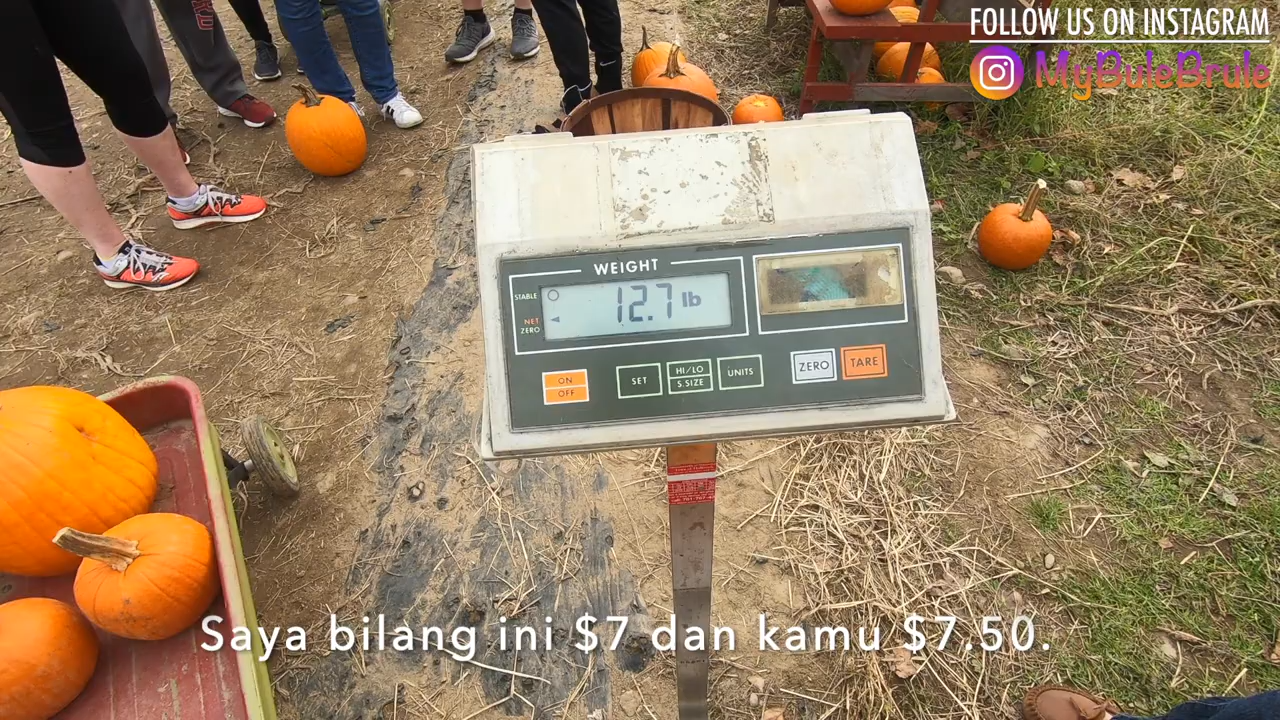 FOLLOW US ON INSTAGRAM
MyBuleBrule
WEIGHT
STABLE
12.7 lb
NET
ZERO
ON
OFF
SET
HI/LO
S.SIZE
UNITS
ZERO
TARE
Saya bilang ini $7 dan kamu $7.50.